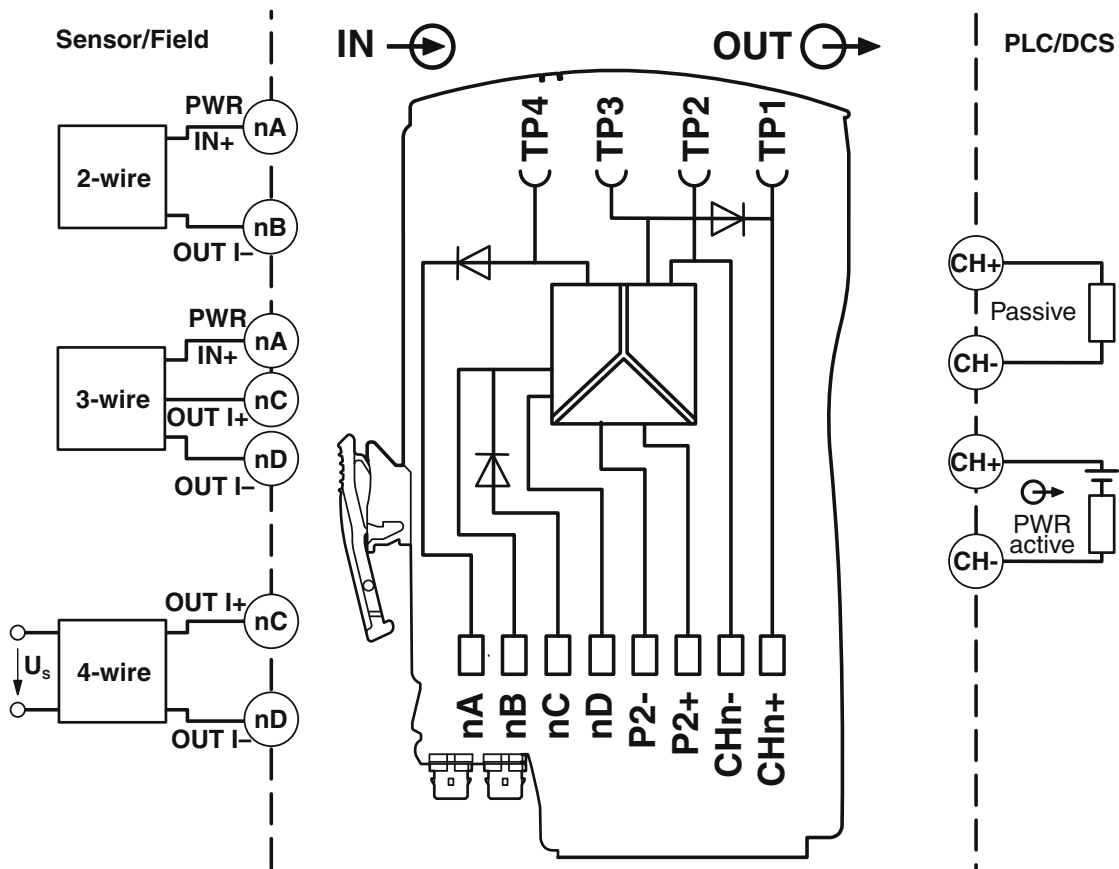 Sensor/Field
IN
OUT
PLC/DCS
PWR
IN+
nA
2-wire
nB
OUT I–
PWR
IN+
nA
3-wire
nC
OUT I+
nD
OUT I–
OUT I+
nC
Us
4-wire
nD
OUT I–
TP4
TP3
TP2
TP1
nA
nB
nC
nD
P2-
P2+
CHn-
CHn+
CH+
Passive
CH-
CH+
PWR
active
CH-